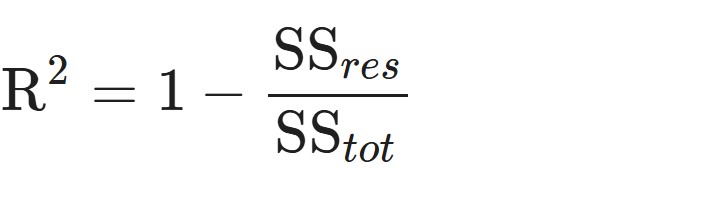 R² = 1 − SS_res / SS_tot